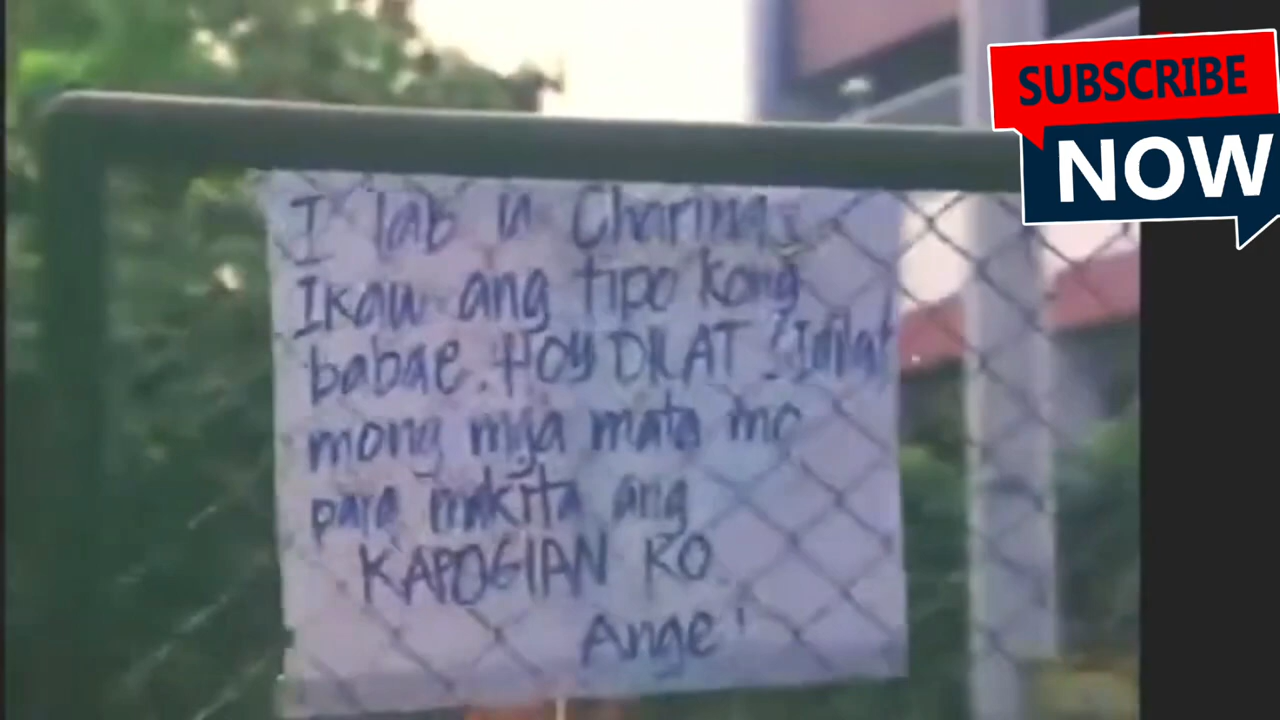 I lab u Charina,
Ikaw ang tipo kong
babae. HOY DILAT! Idilat
mong mga mata mo
para makita ang
KAPOGIAN KO
Ange'
SUBSCRIBE
NOW